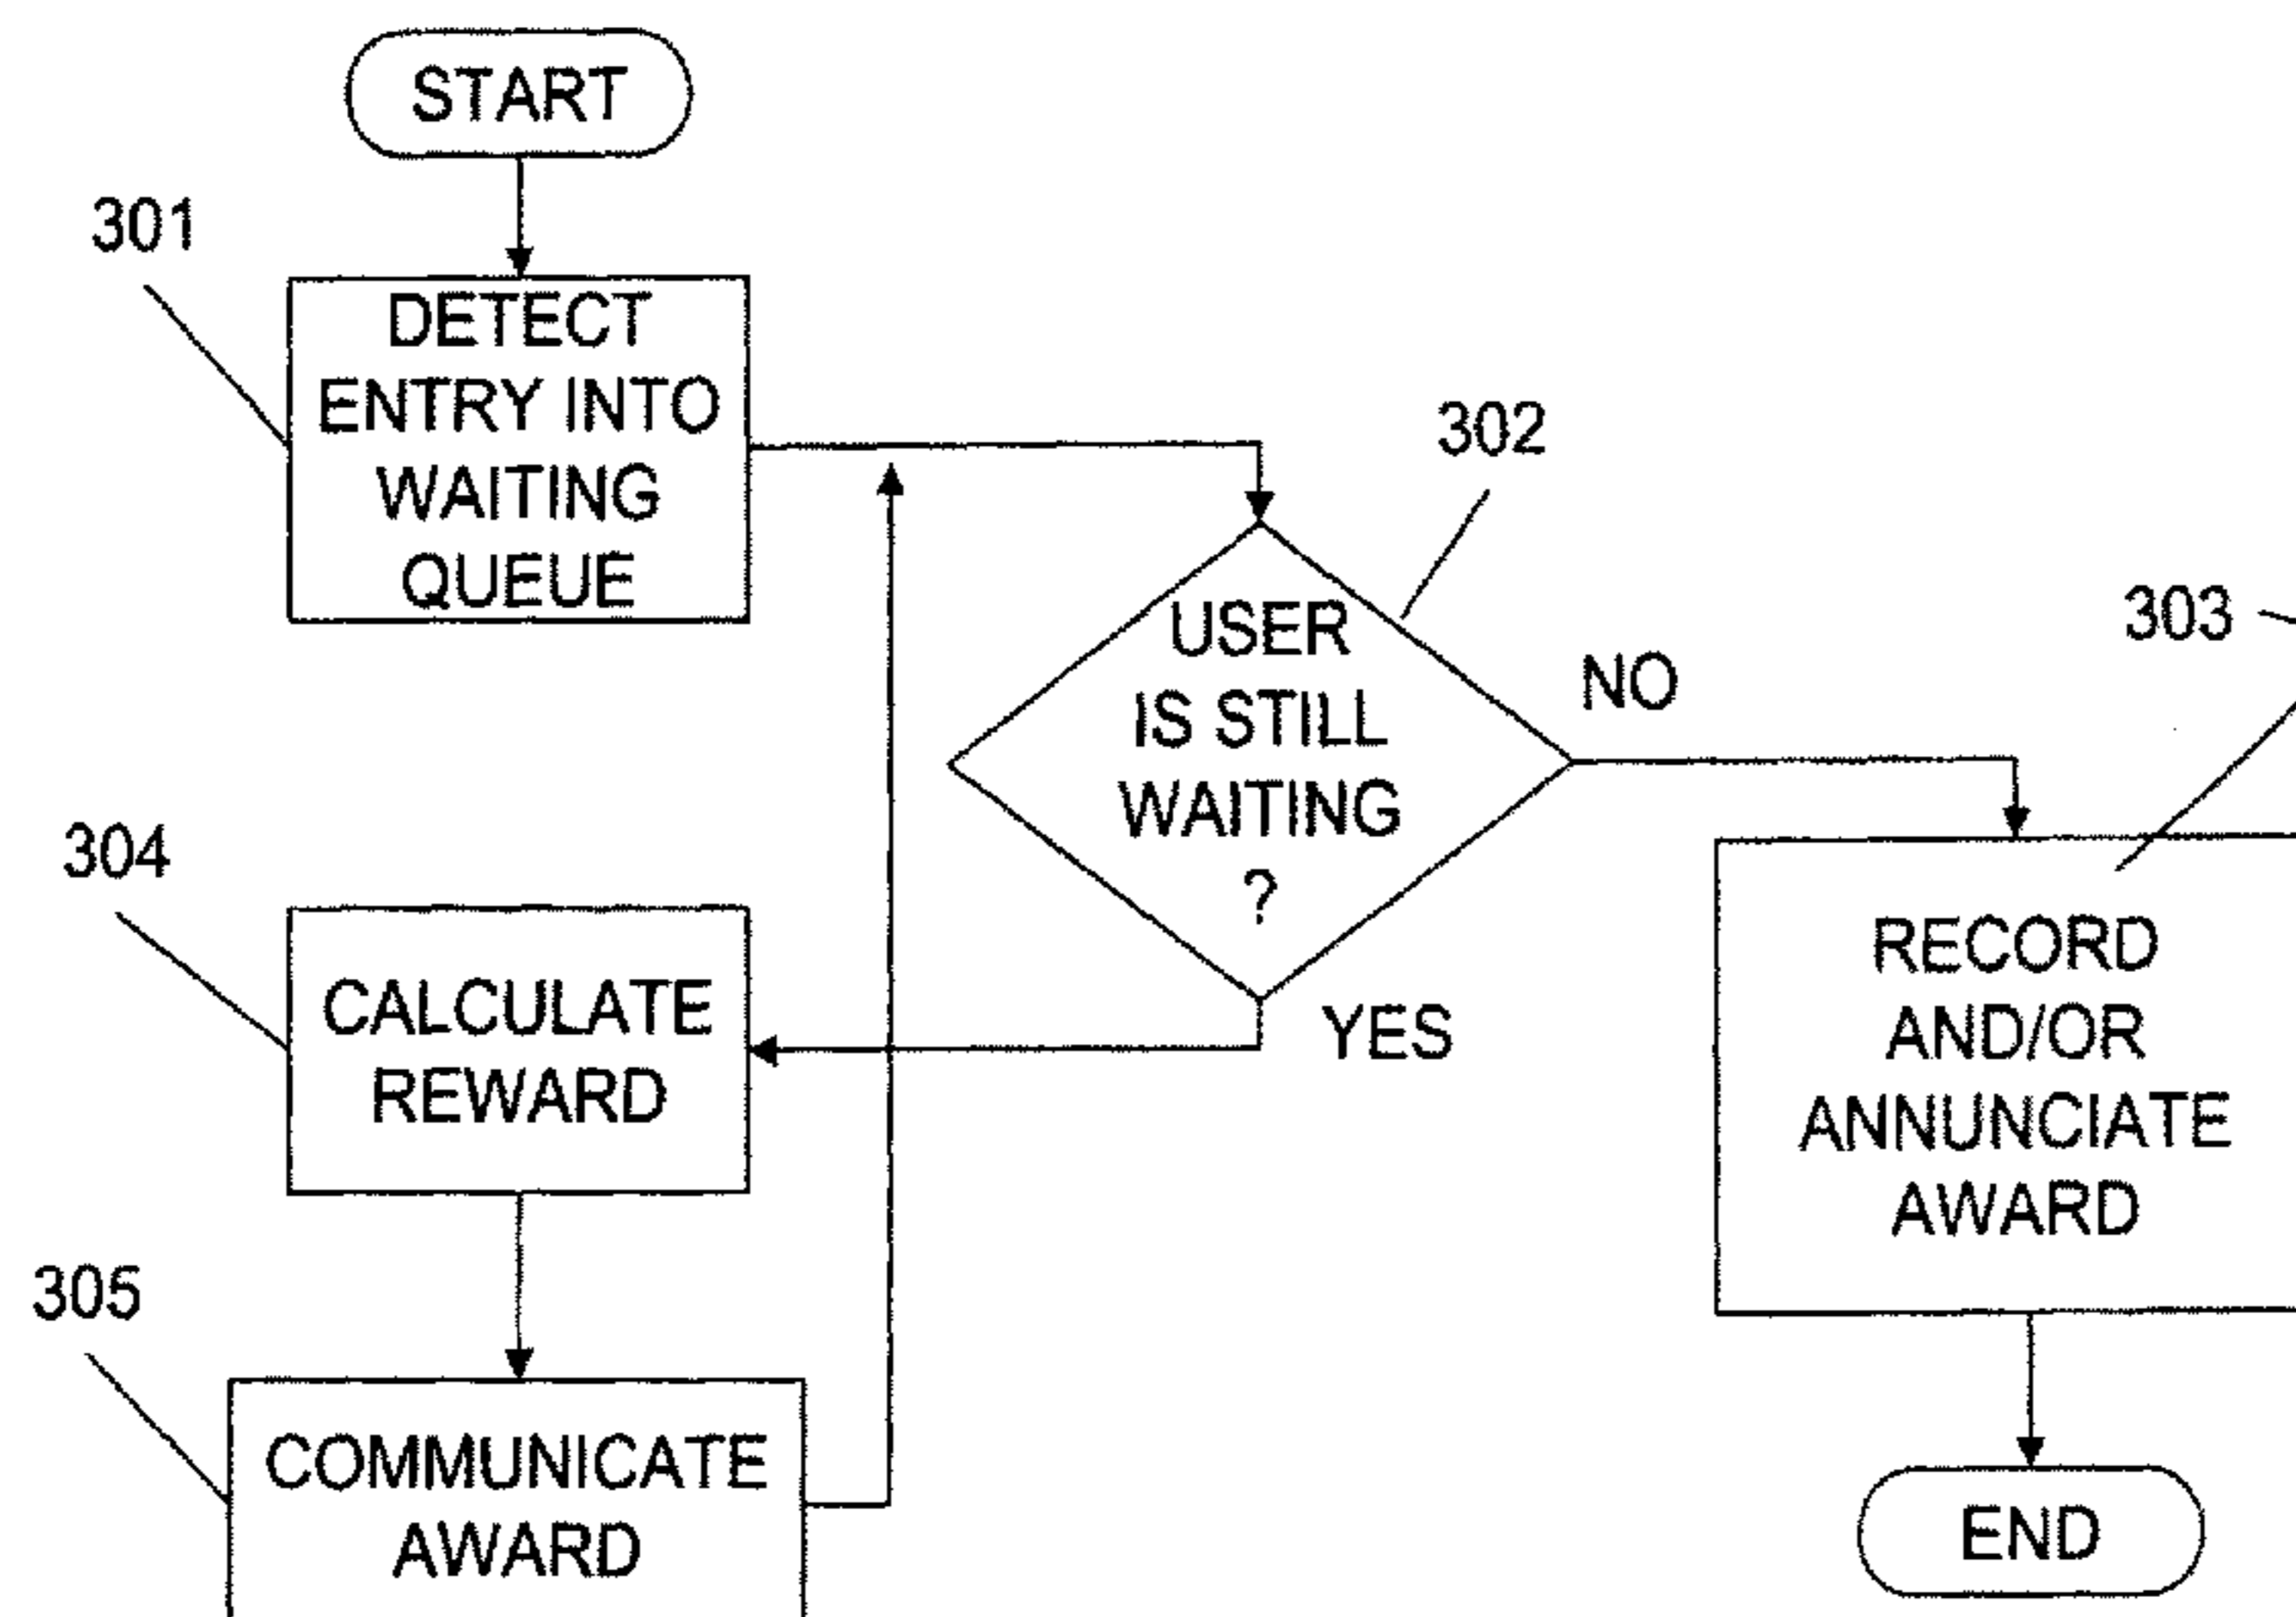 START
301
DETECT
ENTRY INTO
WAITING
QUEUE
302
USER
IS STILL
WAITING
?
NO
YES
303
RECORD
AND/OR
ANNUNCIATE
AWARD
304
CALCULATE
REWARD
305
COMMUNICATE
AWARD
END